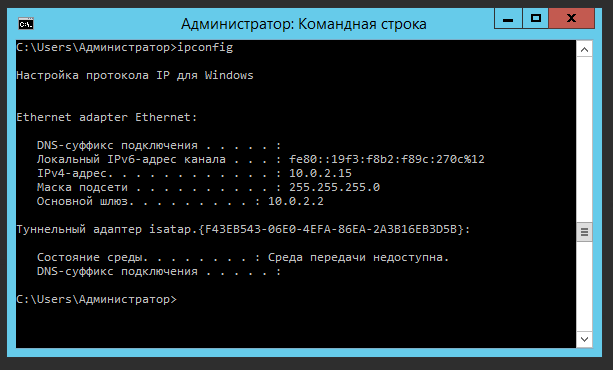 Администратор: Командная строка
C:\Users\Администратор>ipconfig
Настройка протокола IP для Windows
Ethernet adapter Ethernet:
DNS-суффикс подключения . . . . . :
Локальный IPv6-адрес канала . . . : fe80::19f3:f8b2:f89c:270c%12
IPv4-адрес. . . . . . . . . . . . : 10.0.2.15
Маска подсети . . . . . . . . . . : 255.255.255.0
Основной шлюз. . . . . . . . . : 10.0.2.2
Туннельный адаптер isatap.{F43EB543-06E0-4EFA-86EA-2A3B16EB3D5B}:
Состояние среды. . . . . . . . : Среда передачи недоступна.
DNS-суффикс подключения . . . . . :
C:\Users\Администратор>